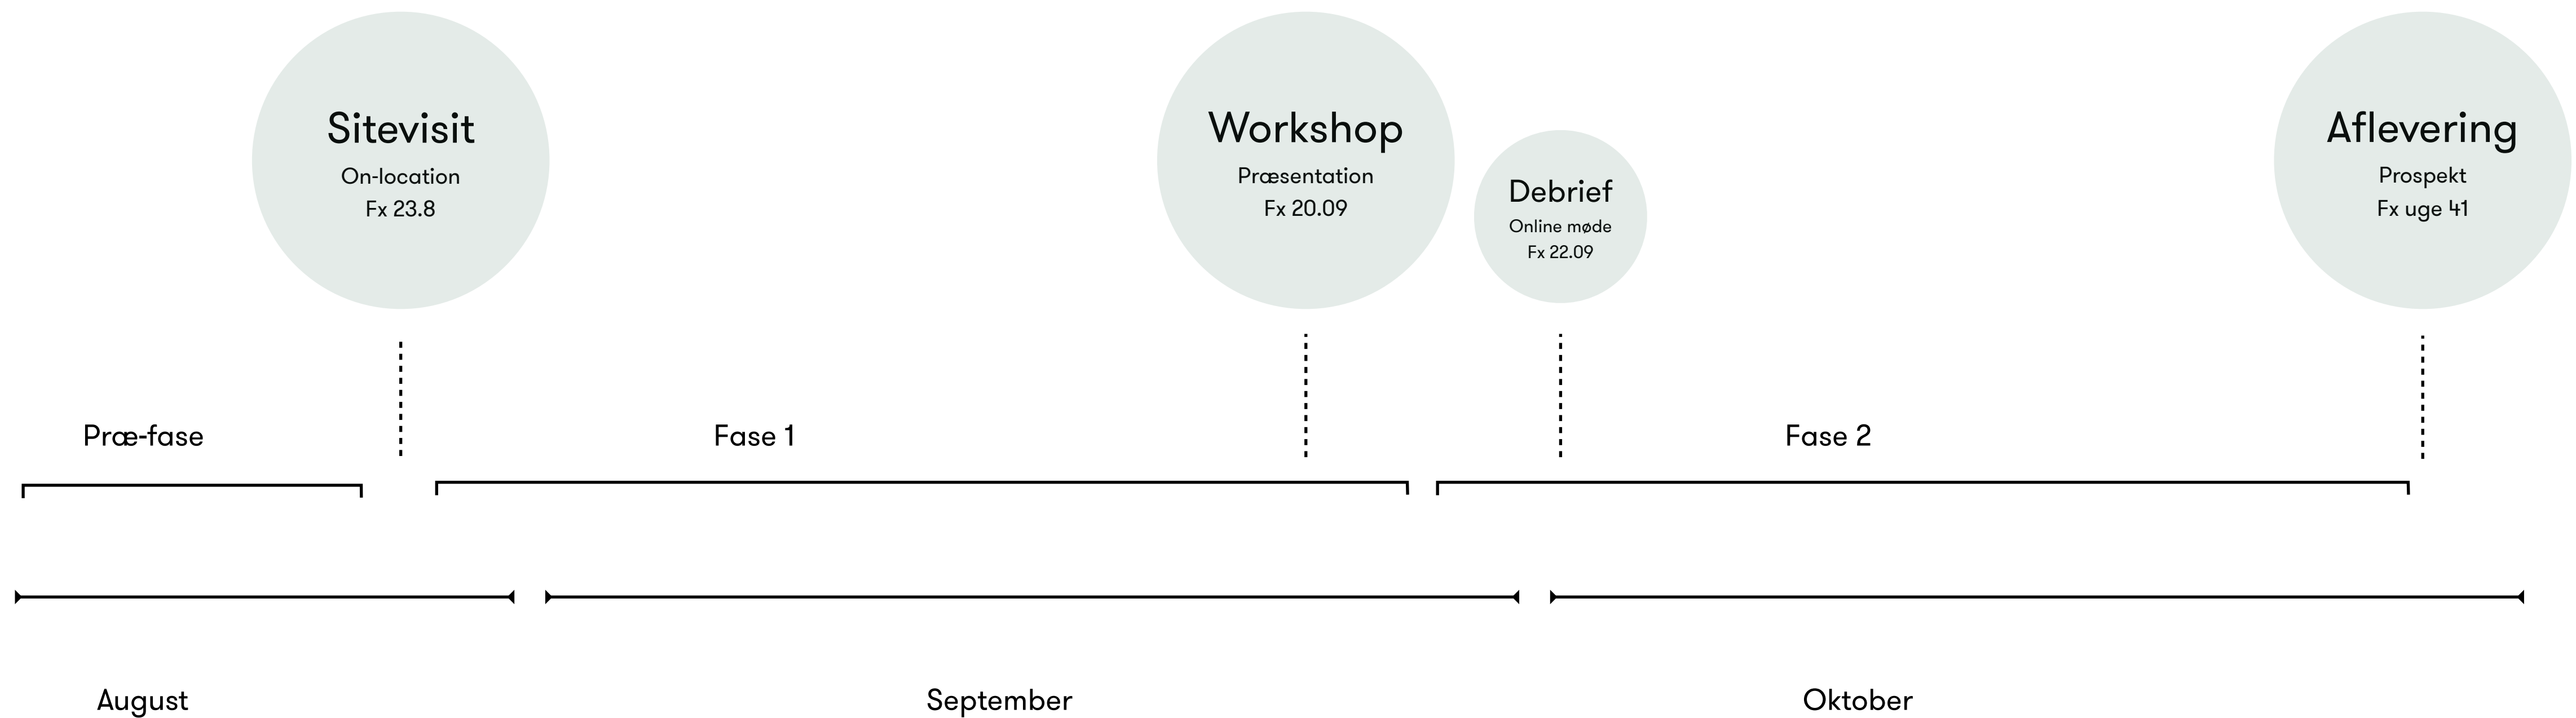 Sitevisit
On-location
Fx 23.8
Workshop
Præsentation
Fx 20.09
Debrief
Online møde
Fx 22.09
Aflevering
Prospekt
Fx uge 41
Præ-fase
Fase 1
Fase 2
August
September
Oktober